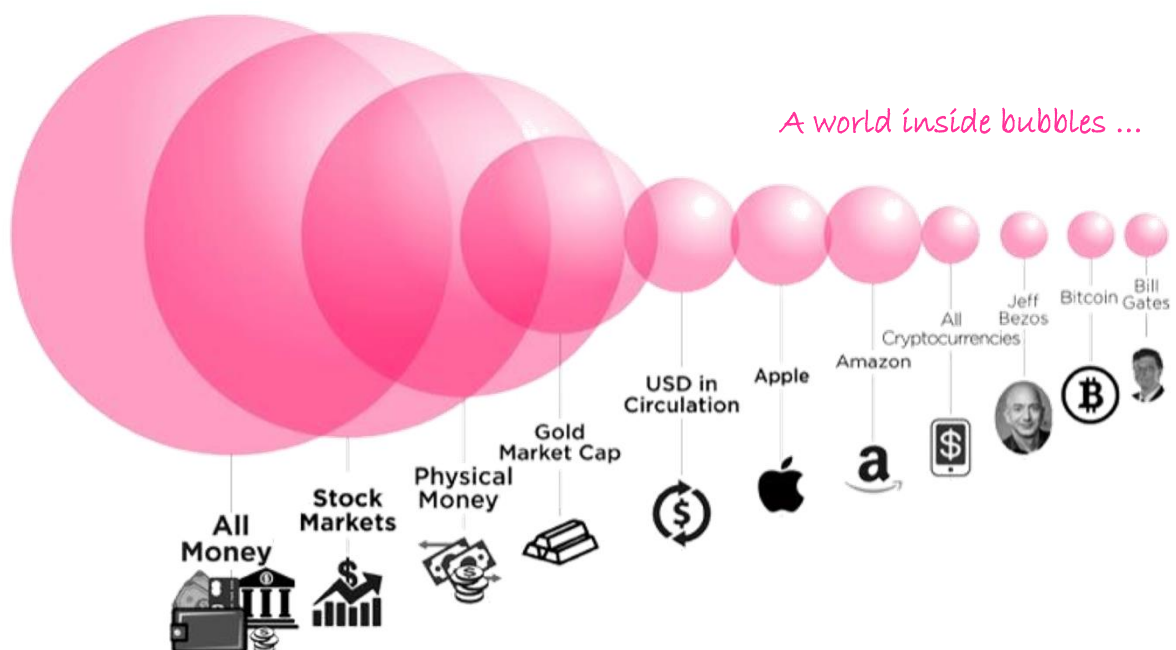 A world inside bubbles ...
All
Money
Stock
Markets
Physical
Money
Gold
Market Cap
USD in
Circulation
Apple
Amazon
All
Cryptocurrencies
Jeff
Bezos
Bitcoin
Bill
Gates